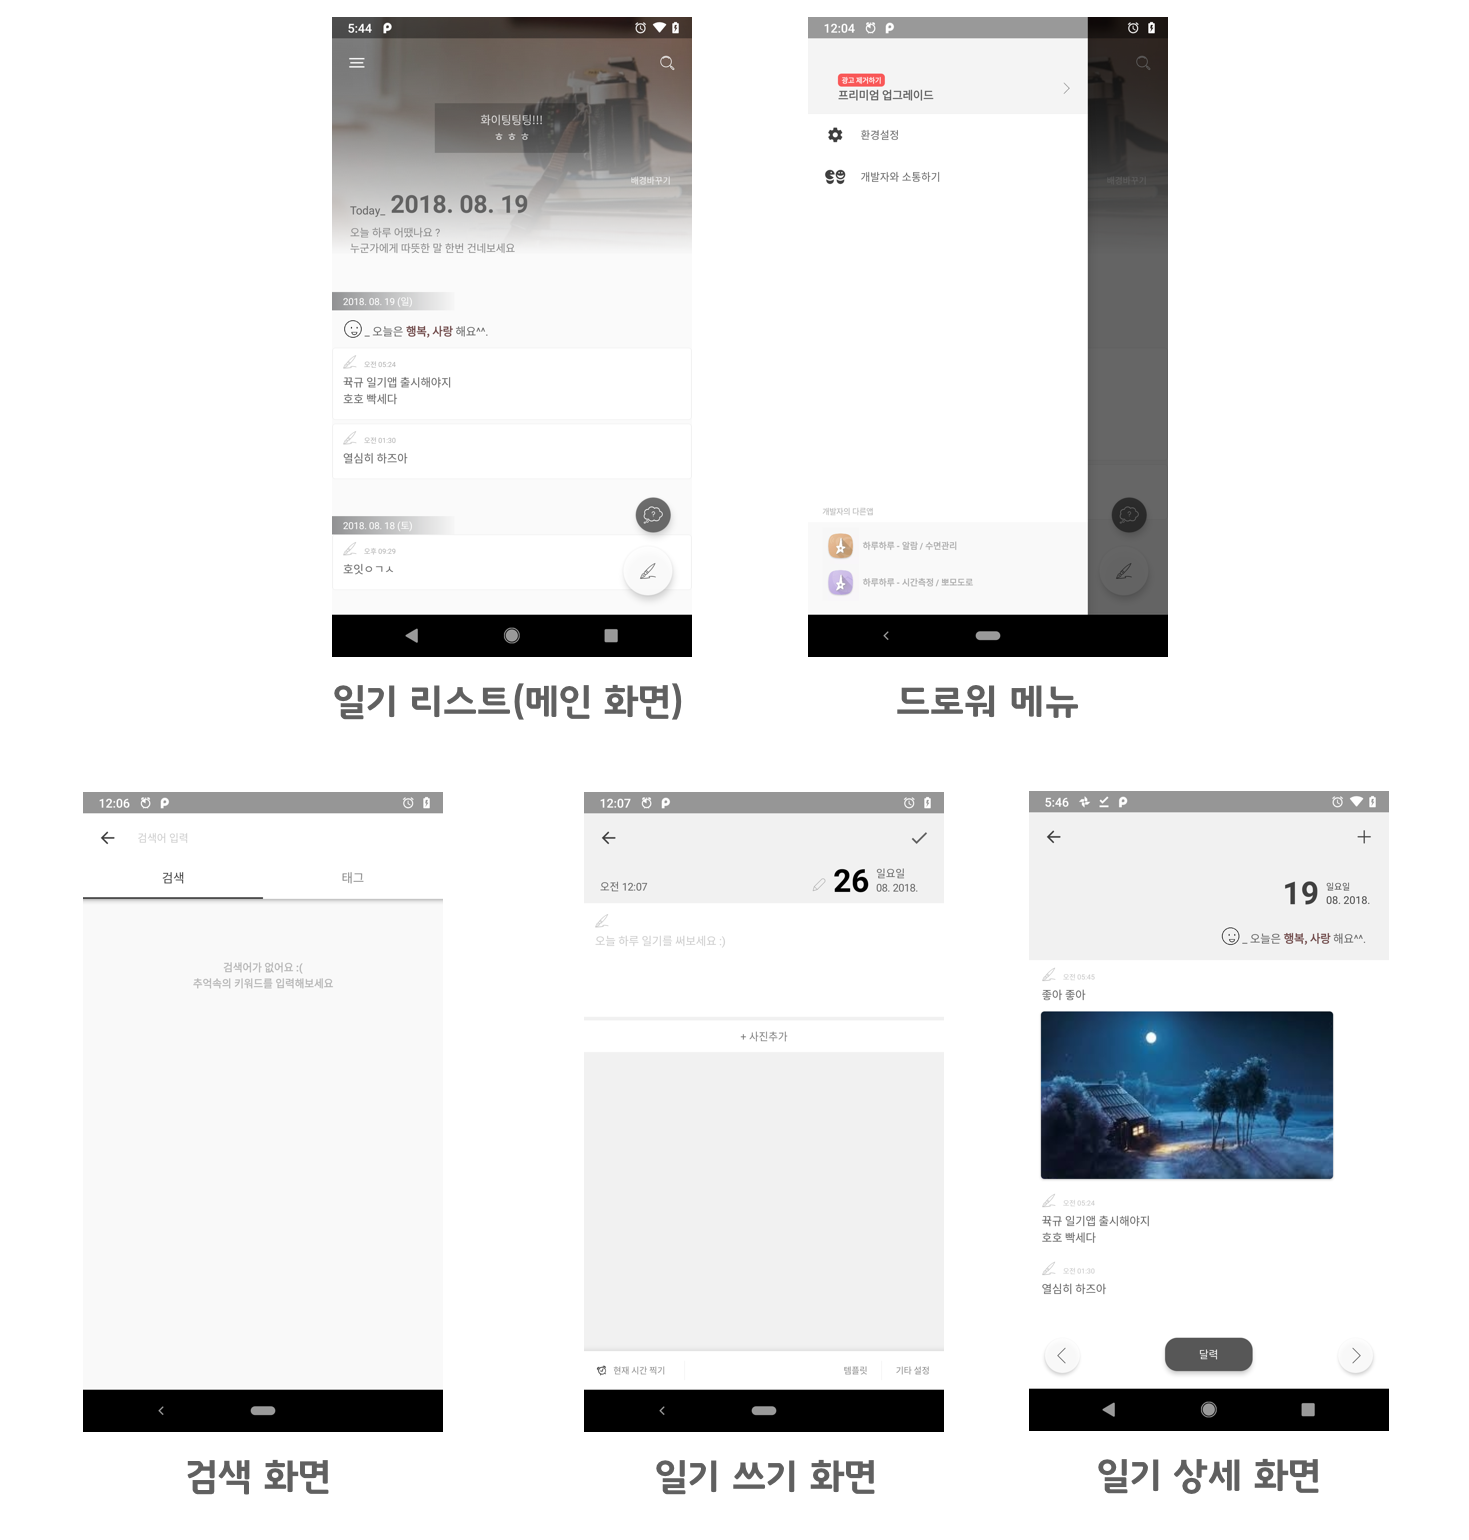 5:44
화이팅팅팅!!!
ㅎ ㅎ ㅎ
배경바꾸기
Today_ 2018. 08. 19
오늘 하루 어땠나요 ?
누군가에게 따뜻한 말 한번 건네보세요
2018. 08. 19 (일)
_ 오늘은 행복, 사랑 해요^^.
오전 05:24
뀩규 일기앱 출시해야지
호호 빡세다
오전 01:30
열심히 하즈아
2018. 08. 18 (토)
오후 09:29
호잇ㅇㄱㅅ
일기 리스트(메인 화면)
12:04
광고 제거하기
프리미엄 업그레이드
환경설정
개발자와 소통하기
배경바꾸기
개발자의 다른앱
하루하루 - 알람 / 수면관리
하루하루 - 시간측정 / 뽀모도로
드로워 메뉴
12:06
검색어 입력
검색
태그
검색어가 없어요 :(
추억속의 키워드를 입력해보세요
검색 화면
12:07
오전 12:07
26 일요일
08. 2018.
오늘 하루 일기를 써보세요 :)
+ 사진추가
현재 시간 찍기
템플릿
기타 설정
일기 쓰기 화면
5:46
19 일요일
08. 2018.
_ 오늘은 행복, 사랑 해요^^.
오전 05:45
좋아 좋아
오전 05:24
뀩규 일기앱 출시해야지
호호 빡세다
오전 01:30
열심히 하즈아
달력
일기 상세 화면